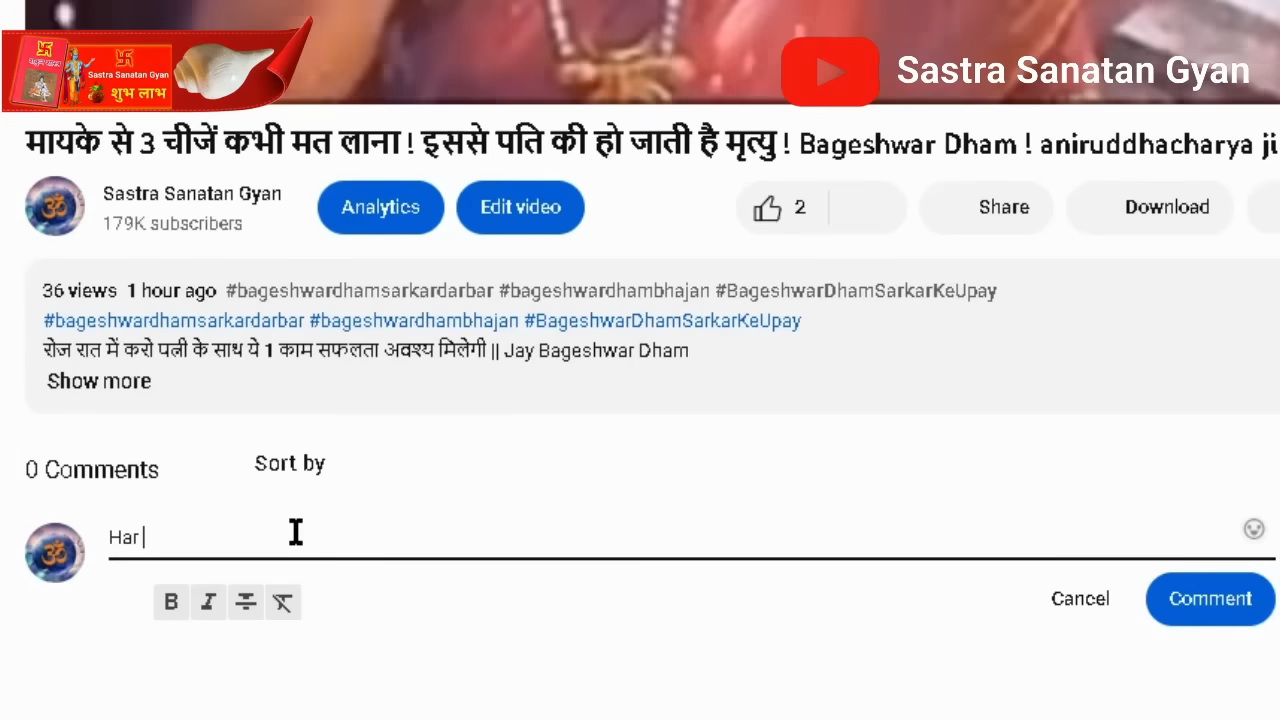 Sastra Sanatan Gyan
शुभ लाभ
Sastra Sanatan Gyan
मायके से 3 चीजें कभी मत लाना ! इससे पति की हो जाती है मृत्यु ! Bageshwar Dham ! aniruddhacharya ji
Sastra Sanatan Gyan
179K subscribers
Analytics
Edit video
2
Share
Download
36 views 1 hour ago #bageshwardhamsarkardarbar #bageshwardhambhajan #BageshwarDhamSarkarKeUpay
#bageshwardhamsarkardarbar #bageshwardhambhajan #BageshwarDhamSarkarKeUpay
रोज रात में करो पत्नी के साथ ये 1 काम सफलता अवश्य मिलेगी || Jay Bageshwar Dham
Show more
0 Comments
Sort by
Har
B I
Cancel
Comment